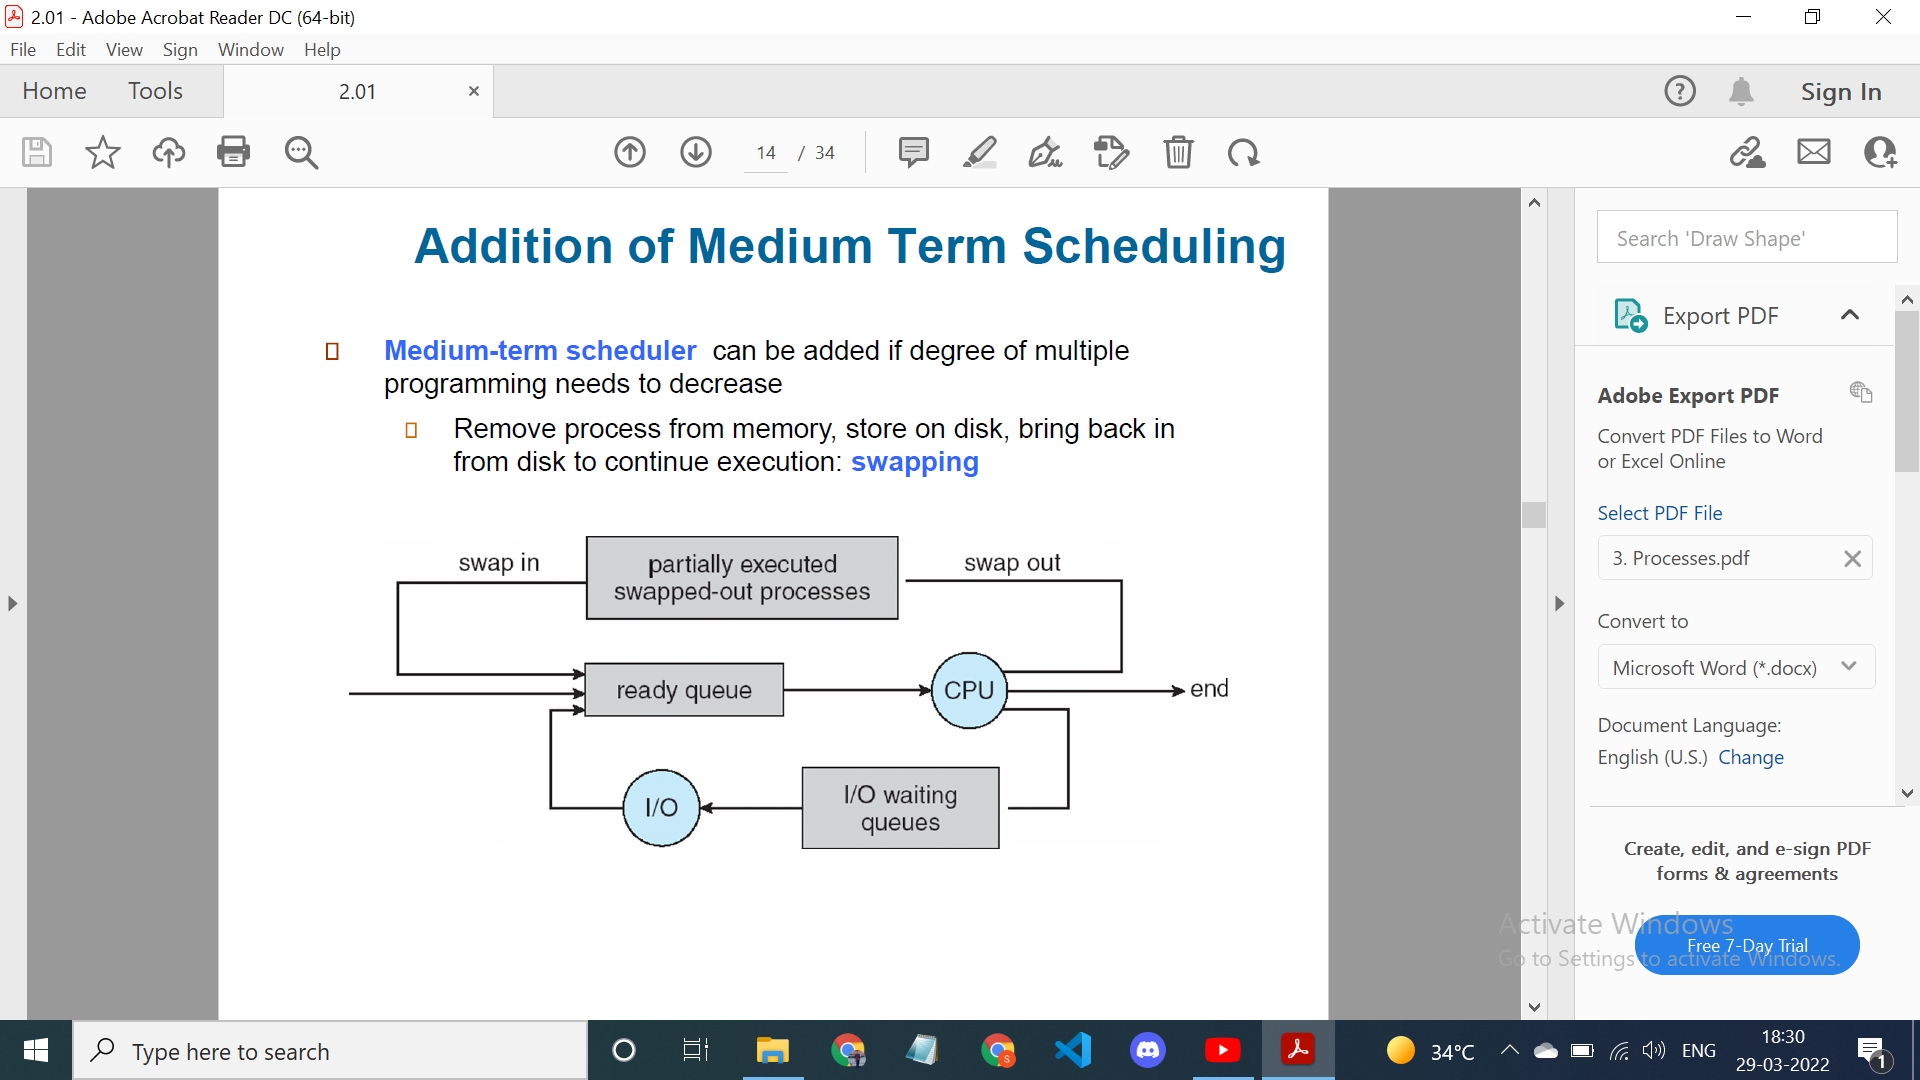 2.01 - Adobe Acrobat Reader DC (64-bit)
File Edit View Sign Window Help
Home Tools 2.01 Sign In
14 / 34
Addition of Medium Term Scheduling
Medium-term scheduler can be added if degree of multiple
programming needs to decrease
Remove process from memory, store on disk, bring back in
from disk to continue execution: swapping
swap in
partially executed
swapped-out processes
swap out
ready queue
CPU
end
I/O
I/O waiting
queues
Search 'Draw Shape'
Export PDF
Adobe Export PDF
Convert PDF Files to Word
or Excel Online
Select PDF File
3. Processes.pdf
Convert to
Microsoft Word (*.docx)
Document Language:
English (U.S.) Change
Create, edit, and e-sign PDF
forms & agreements
Free 7-Day Trial
Activate Windows
Go to Settings to activate Windows.
Type here to search
34°C
ENG
18:30
29-03-2022
1